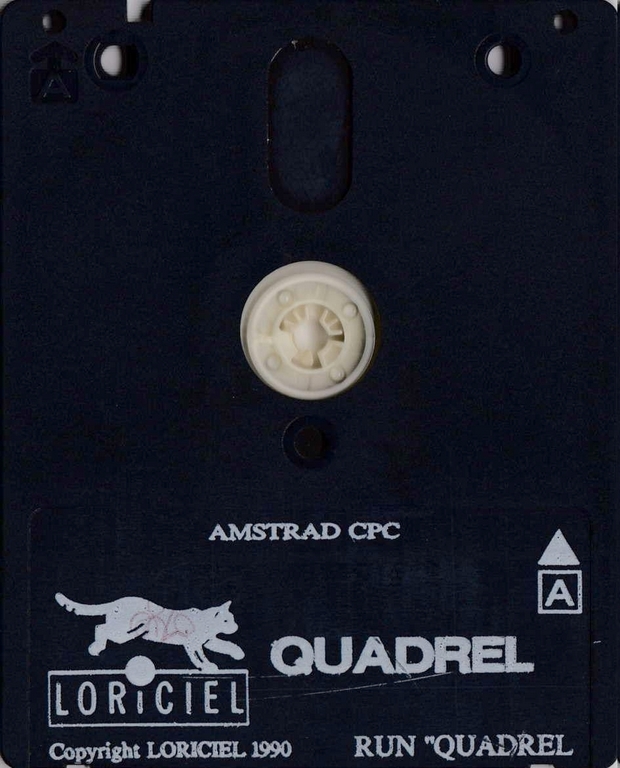 A
AMSTRAD CPC
A
QUADREL
LORiCIEL
Copyright LORICIEL 1990
RUN "QUADREL